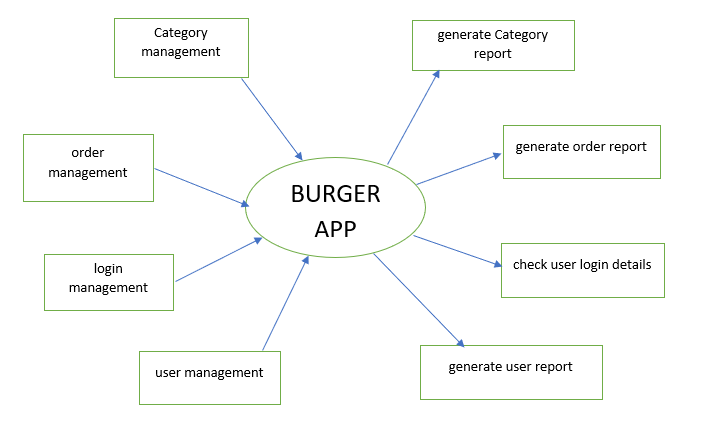 Category
management
generate Category
report
order
management
generate order report
BURGER
APP
login
management
check user login details
user management
generate user report